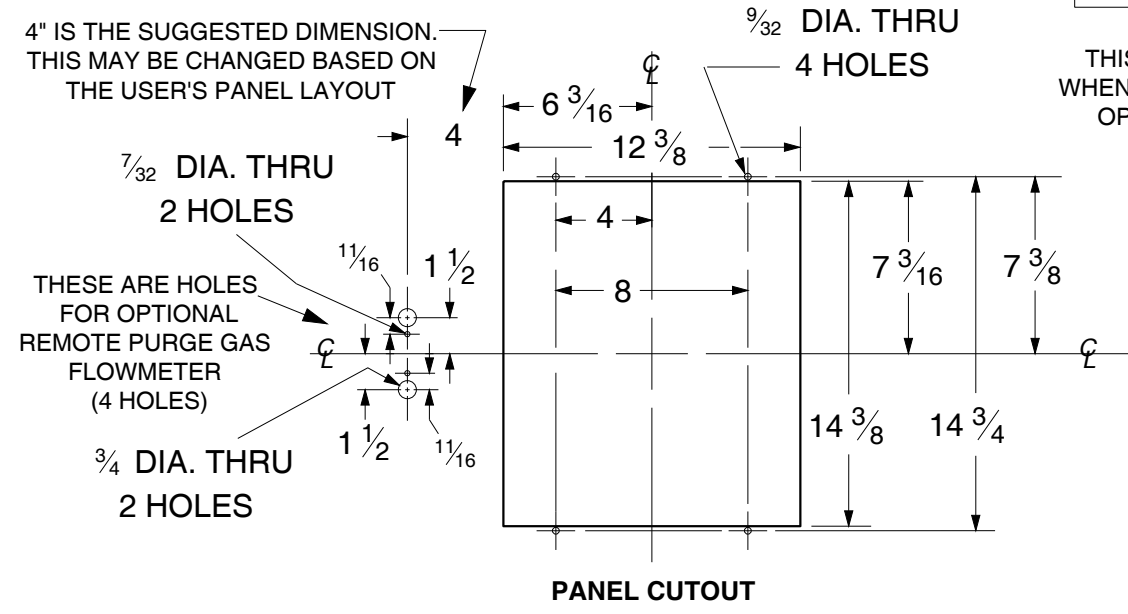 4" IS THE SUGGESTED DIMENSION.
THIS MAY BE CHANGED BASED ON
THE USER'S PANEL LAYOUT
9/32 DIA. THRU
4 HOLES
THIS
WHEN
OP
℄
6 3/16
4
12 3/8
7/32 DIA. THRU
2 HOLES
4
11/16
1 1/2
7 3/16
7 3/8
THESE ARE HOLES
FOR OPTIONAL
REMOTE PURGE GAS
FLOWMETER
(4 HOLES)
8
℄
℄
14 3/8
14 3/4
1 1/2
11/16
3/4 DIA. THRU
2 HOLES
PANEL CUTOUT